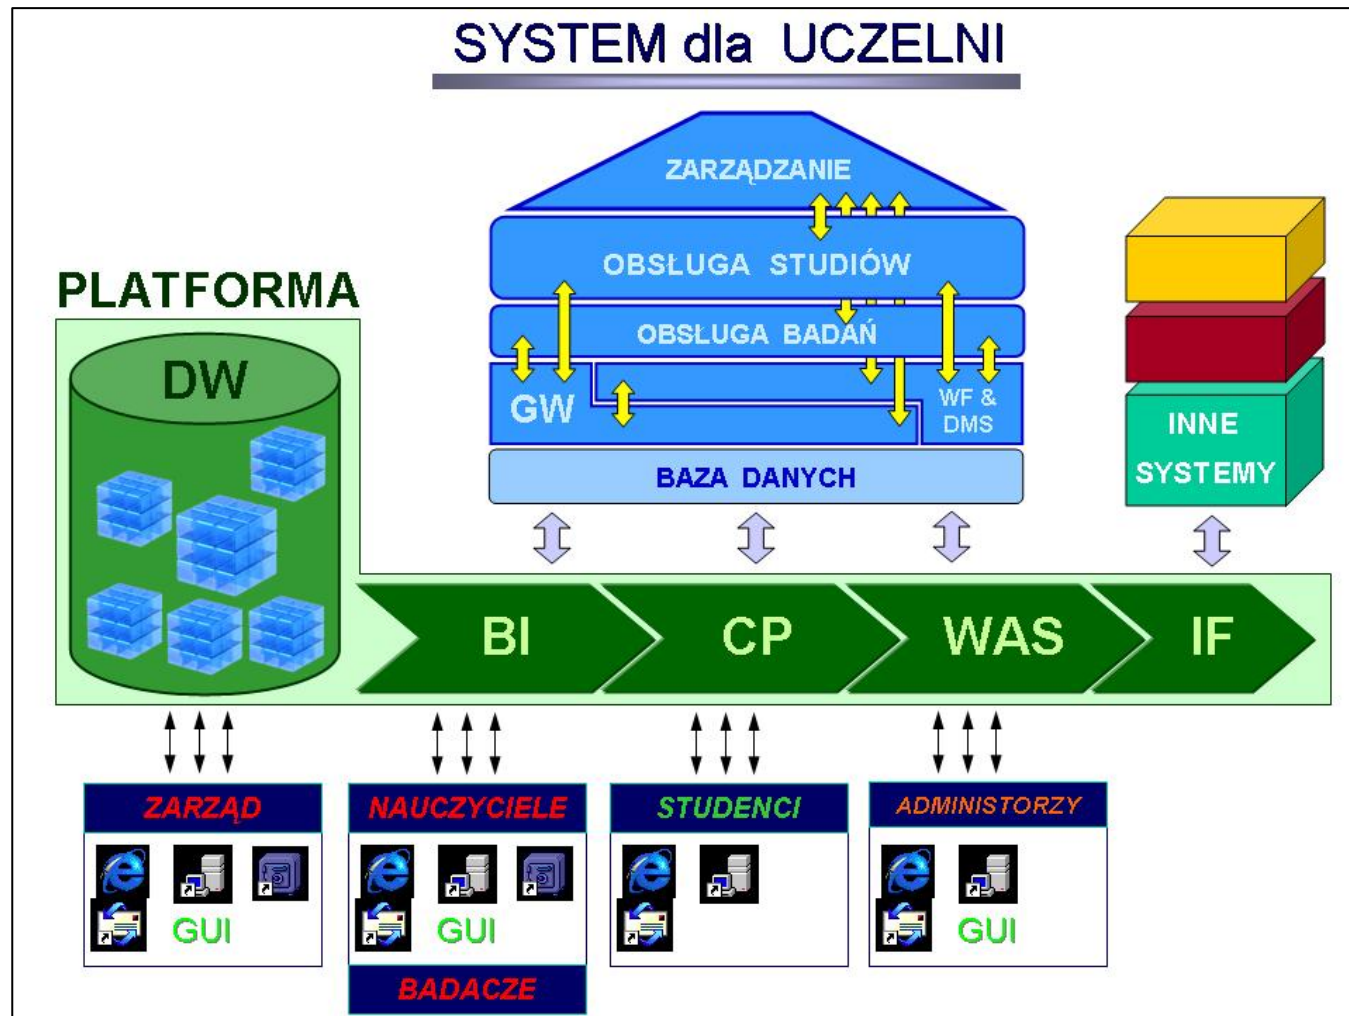 SYSTEM dla UCZELNI
ZARZĄDZANIE
OBSŁUGA STUDIÓW
OBSŁUGA BADAŃ
GW
WF &
DMS
BAZA DANYCH
PLATFORMA
DW
INNE
SYSTEMY
BI
CP
WAS
IF
ZARZĄD
GUI
NAUCZYCIELE
GUI
BADACZE
STUDENCI
ADMINISTORZY
GUI